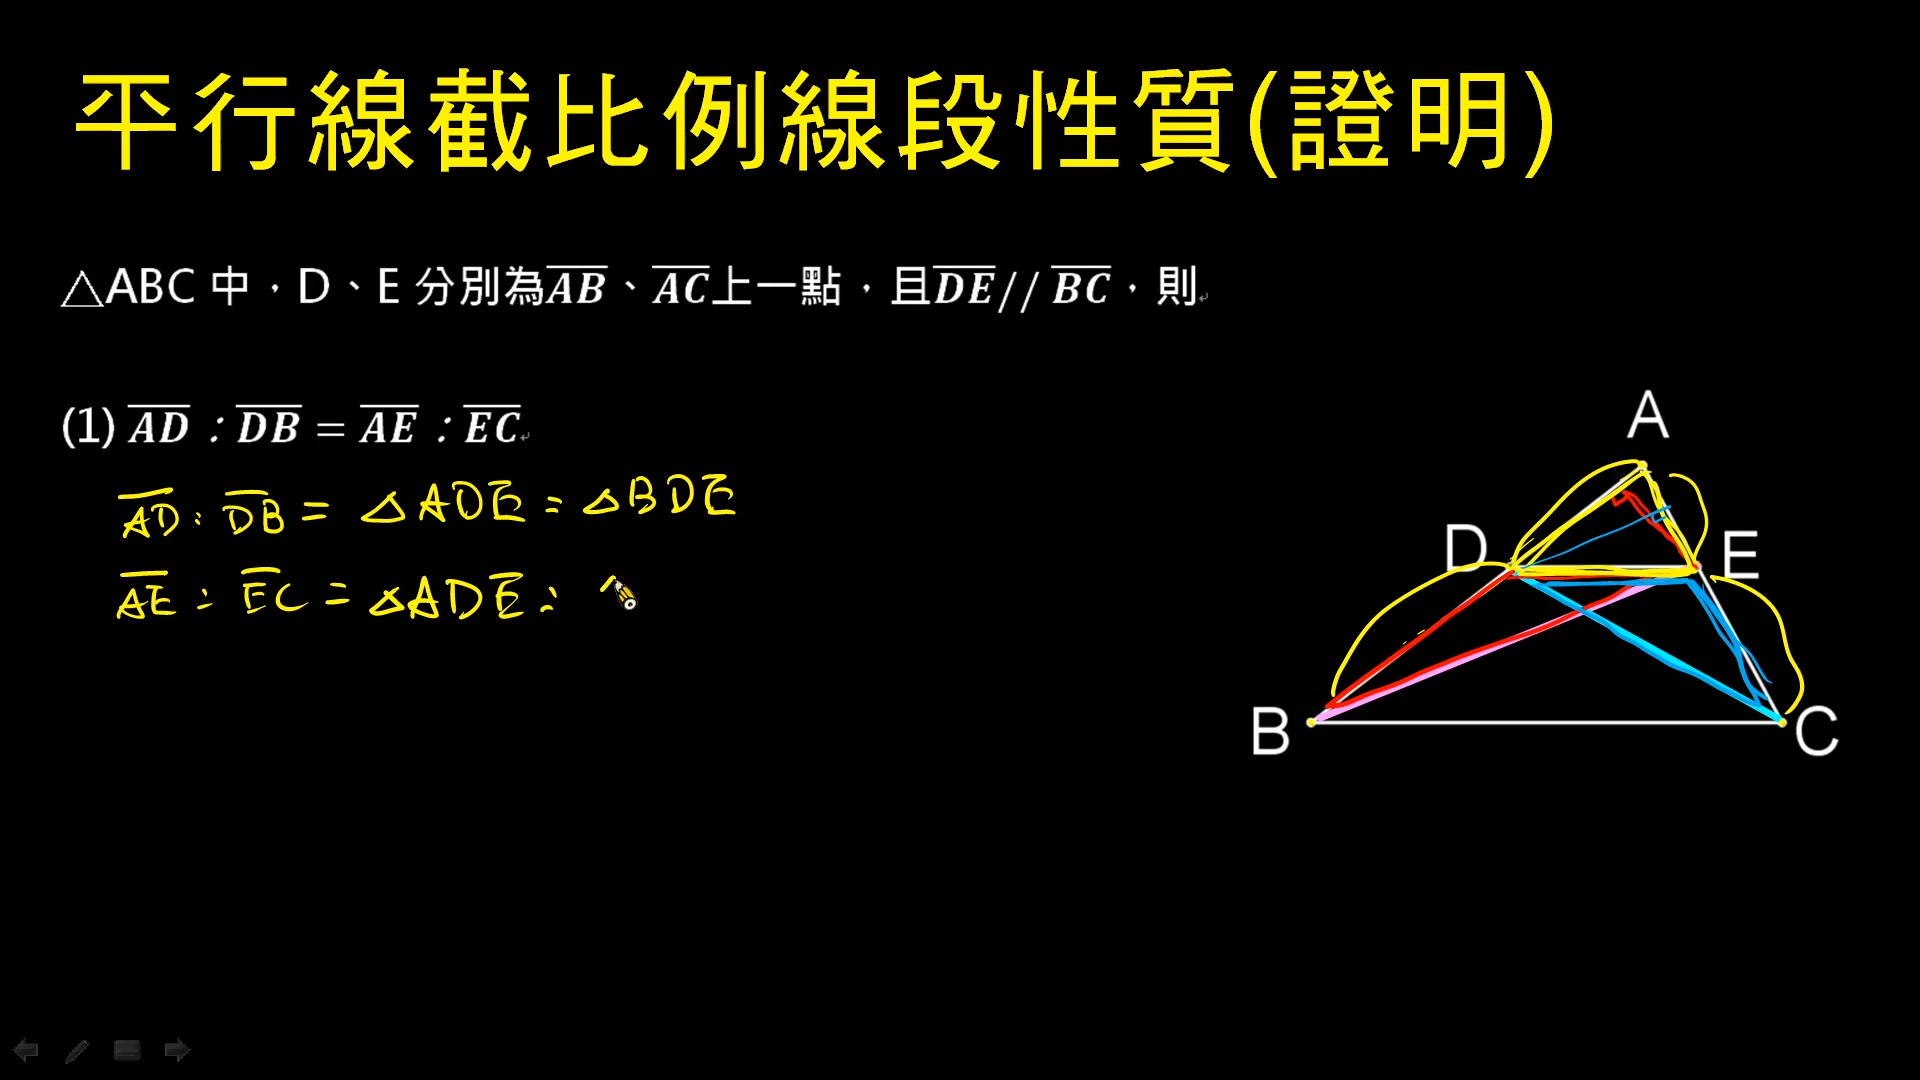 平行線截比例線段性質(證明)
△ABC 中，D、E 分別為AB、AC上一點，且DE// BC，則
(1) AD：DB = AE：EC
AD : DB = △ADE = △BDE
AE : EC = △ADE :
A
D
E
B
C